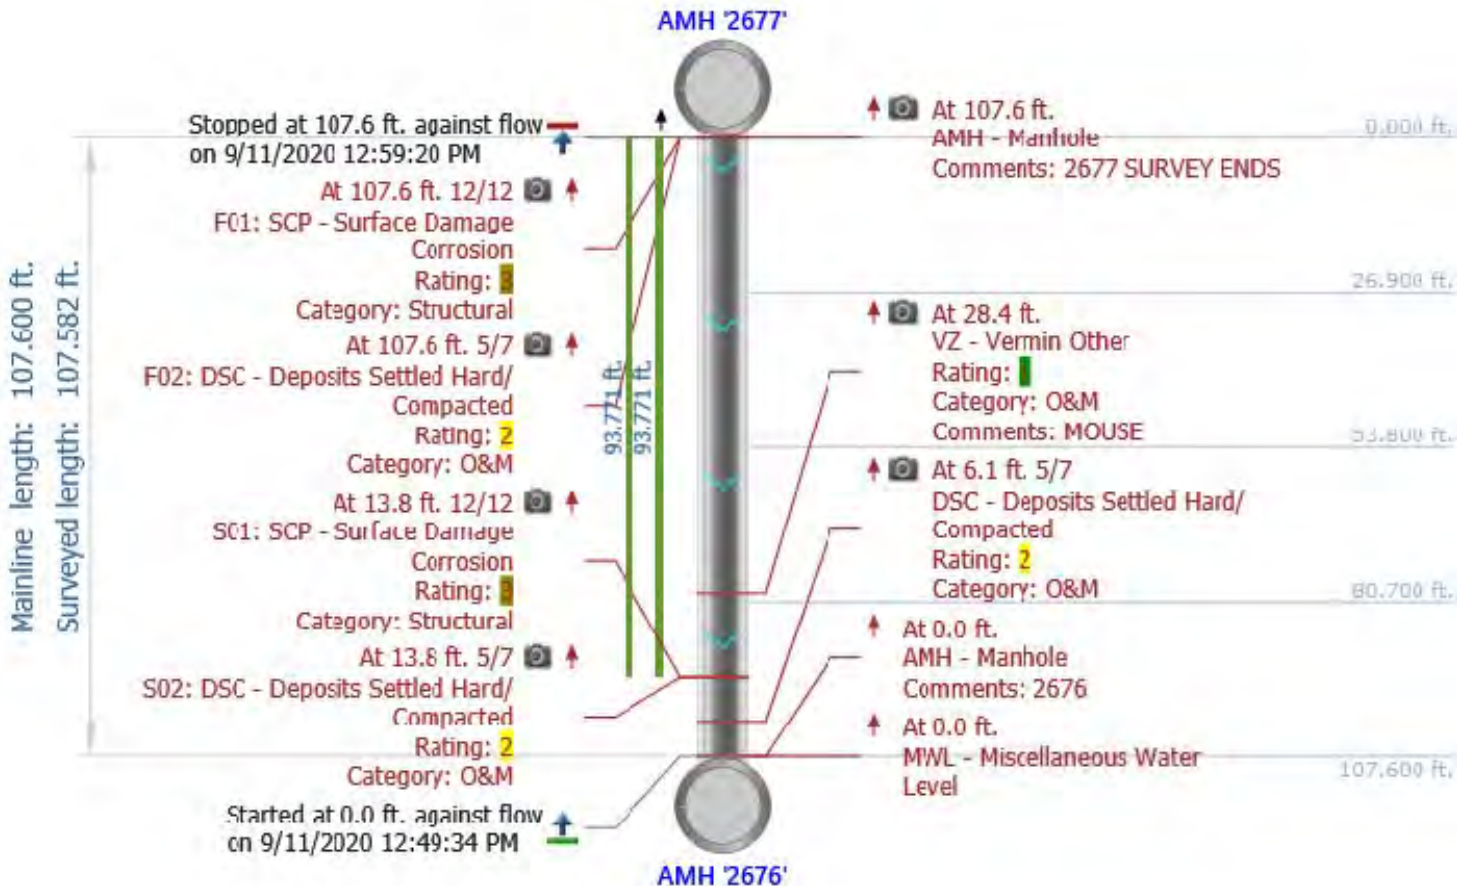 AMH '2677'
Stopped at 107.6 ft. against flow
on 9/11/2020 12:59:20 PM
At 107.6 ft. 12/12
F01: SCP - Surface Damage
Corrosion
Rating: 3
Category: Structural
At 107.6 ft. 5/7
F02: DSC - Deposits Settled Hard/
Compacted
Rating: 2
Category: O&M
At 13.8 ft. 12/12
S01: SCP - Surface Damage
Corrosion
Rating: 3
Category: Structural
At 13.8 ft. 5/7
S02: DSC - Deposits Settled Hard/
Compacted
Rating: 2
Category: O&M
Started at 0.0 ft. against flow
on 9/11/2020 12:49:34 PM
Mainline length: 107.600 ft.
Surveyed length: 107.582 ft.
93.771 ft.
93.771 ft.
At 107.6 ft.
AMH - Manhole
Comments: 2677 SURVEY ENDS
At 28.4 ft.
VZ - Vermin Other
Rating:
Category: O&M
Comments: MOUSE
At 6.1 ft. 5/7
DSC - Deposits Settled Hard/
Compacted
Rating: 2
Category: O&M
At 0.0 ft.
AMH - Manhole
Comments: 2676
At 0.0 ft.
MWL - Miscellaneous Water
Level
0.000 ft.
26.900 ft.
53.800 ft.
80.700 ft.
107.600 ft.
AMH '2676'